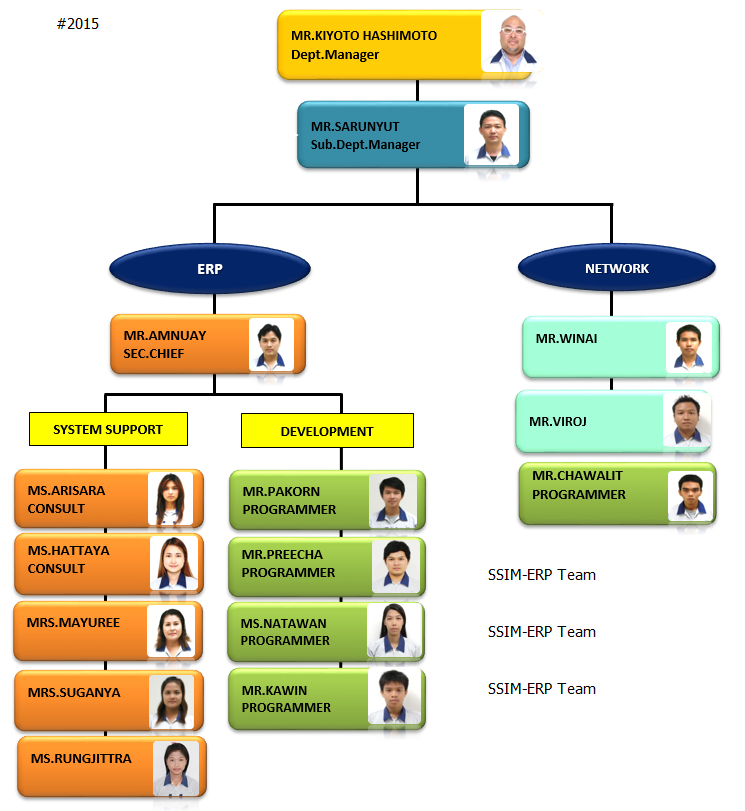 #2015
MR.KIYOTO HASHIMOTO
Dept.Manager
MR.SARUNYUT
Sub.Dept.Manager
ERP
NETWORK
MR.AMNUAY
SEC.CHIEF
MR.WINAI
MR.VIROJ
MR.CHAWALIT
PROGRAMMER
SYSTEM SUPPORT
DEVELOPMENT
MS.ARISARA
CONSULT
MS.HATTAYA
CONSULT
MRS.MAYUREE
MRS.SUGANYA
MS.RUNGJITTRA
MR.PAKORN
PROGRAMMER
MR.PREECHA
PROGRAMMER
MS.NATAWAN
PROGRAMMER
MR.KAWIN
PROGRAMMER
SSIM-ERP Team
SSIM-ERP Team
SSIM-ERP Team